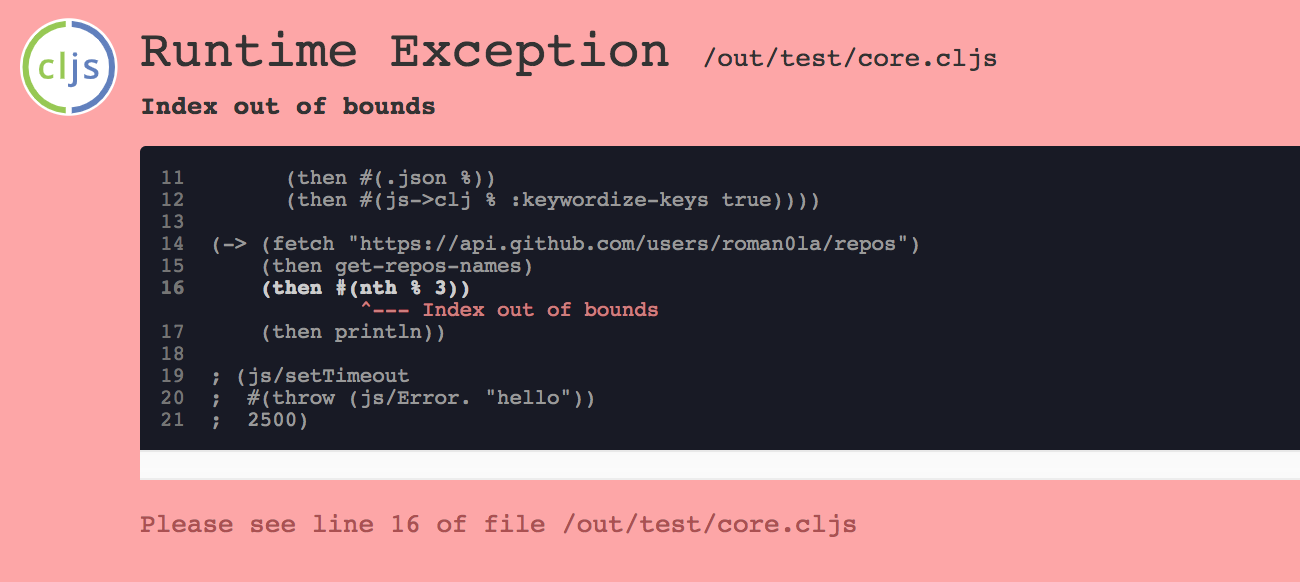 cljs
Runtime Exception /out/test/core.cljs
Index out of bounds
11 (then #(.json %))
12 (then #(js->clj % :keywordize-keys true))))
13
14 (-> (fetch "https://api.github.com/users/roman0la/repos")
15 (then get-repos-names)
16 (then #(nth % 3))
^--- Index out of bounds
17 (then println))
18
19 ; (js/setTimeout
20 ; #(throw (js/Error. "hello"))
21 ; 2500)
Please see line 16 of file /out/test/core.cljs